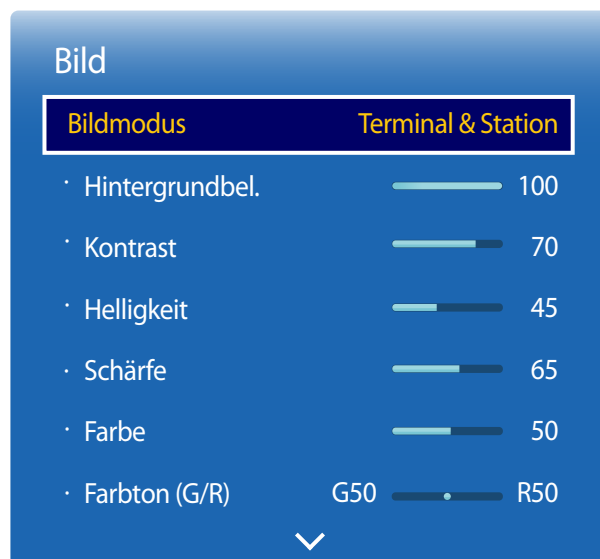 Bild
Bildmodus Terminal & Station
· Hintergrundbel. 100
· Kontrast 70
· Helligkeit 45
· Schärfe 65
· Farbe 50
· Farbton (G/R) G50 R50